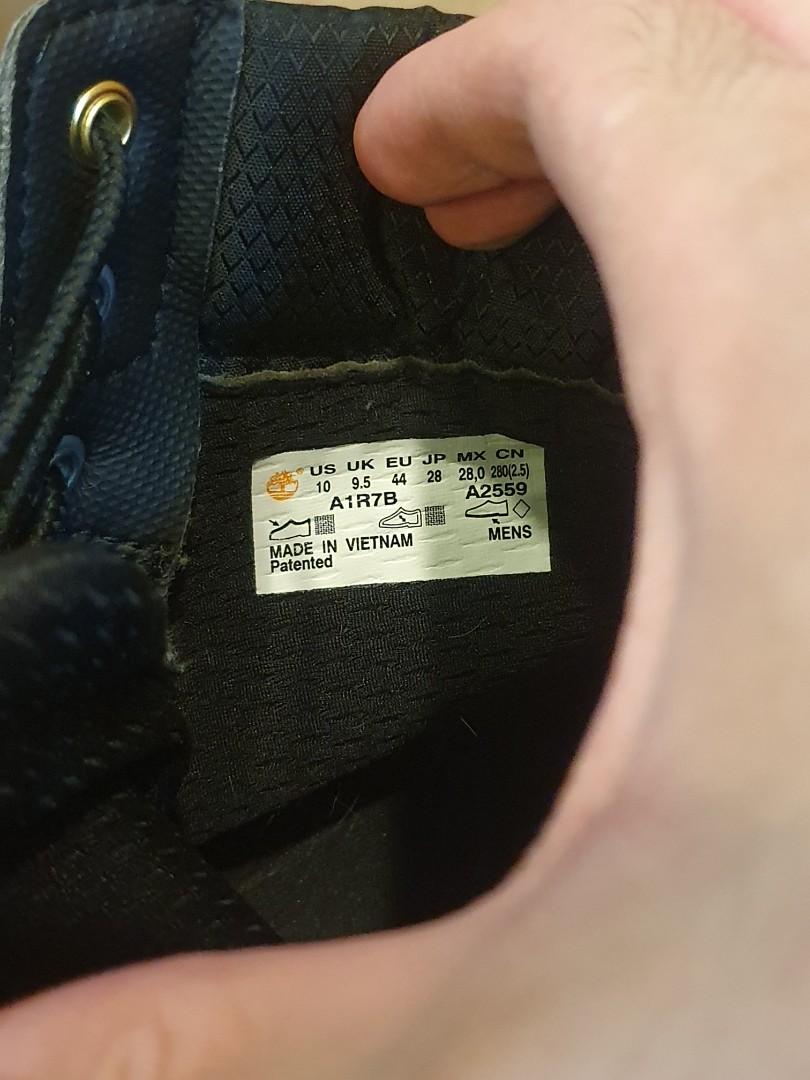 US UK EU JP MX CN
10 9.5 44 28 28,0 280(2.5)
A1R7B A2559
MADE IN VIETNAM MENS
Patented